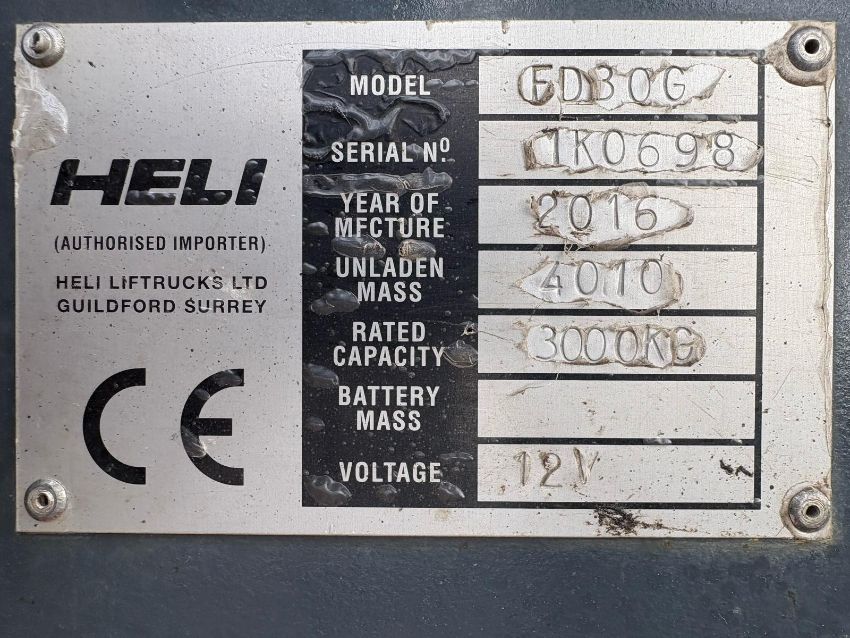 HELI
(AUTHORISED IMPORTER)
HELI LIFTRUCKS LTD
GUILDFORD SURREY
CE
MODEL FD30G
SERIAL Nº. 1K0698
YEAR OF
MFCTURE 2016
UNLADEN
MASS 4010
RATED
CAPACITY 3000KG
BATTERY
MASS
VOLTAGE 12V